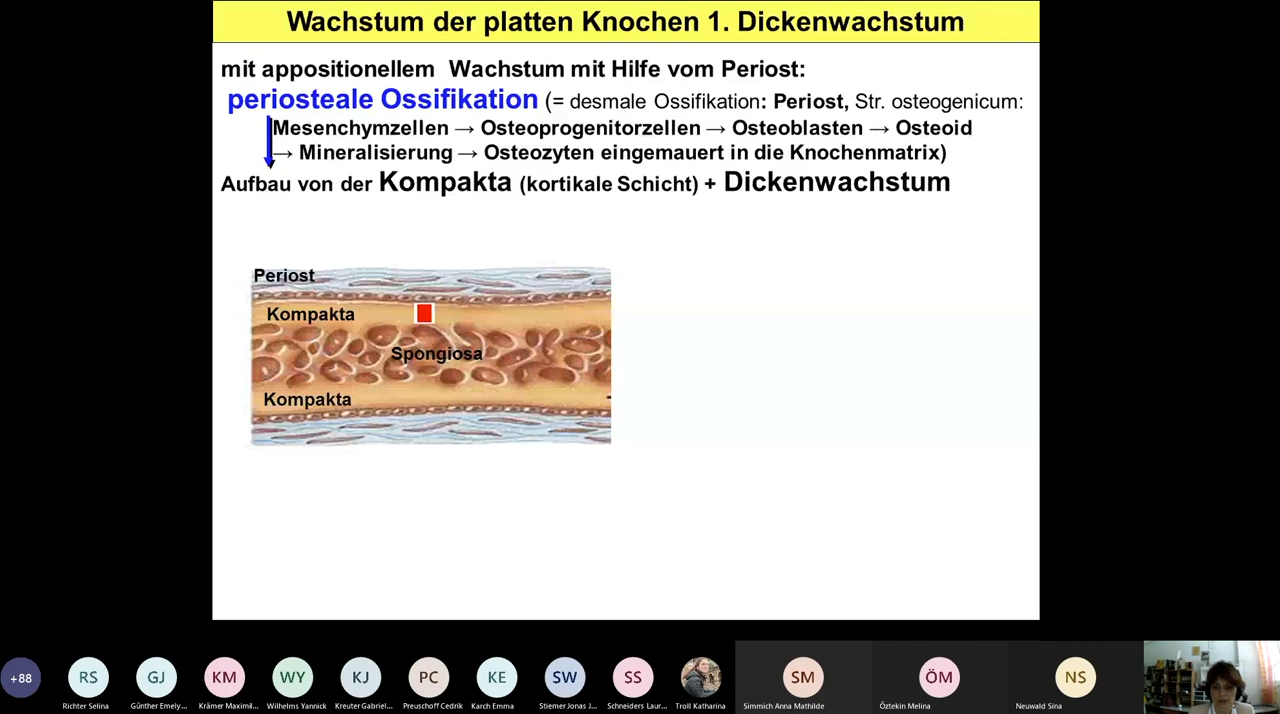 Wachstum der platten Knochen 1. Dickenwachstum
mit appositionellem Wachstum mit Hilfe vom Periost:
periosteale Ossifikation (= desmale Ossifikation: Periost, Str. osteogenicum:
Mesenchymzellen → Osteoprogenitorzellen → Osteoblasten → Osteoid
→ Mineralisierung → Osteozyten eingemauert in die Knochenmatrix)
Aufbau von der Kompakta (kortikale Schicht) + Dickenwachstum
Periost
Kompakta
Spongiosa
Kompakta
+88
RS
GJ
KM
WY
KJ
PC
KE
SW
SS
SM
ÖM
NS
Richter Selina
Günther Emely...
Krämer Maximil...
Wilhelms Yannick
Kreuter Gabriel...
Preuschoff Cedrik
Karch Emma
Stiemer Jonas J...
Schneiders Laur...
Troll Katharina
Simmich Anna Mathilde
Öztekin Melina
Neuwald Sina